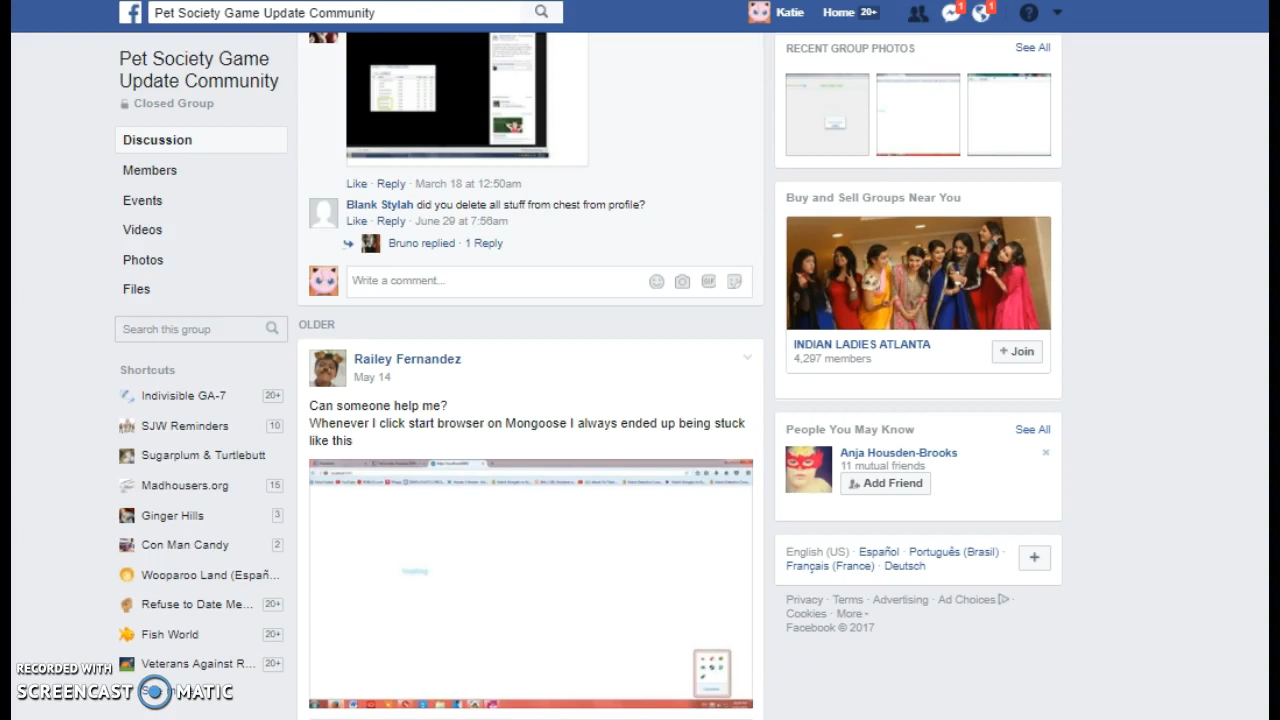 Pet Society Game Update Community
Katie
Home 20+
1
1
Pet Society Game
Update Community
Closed Group
Discussion
Members
Events
Videos
Photos
Files
Search this group
Shortcuts
Indivisible GA-7 20+
SJW Reminders 10
Sugarplum & Turtlebutt
Madhousers.org 15
Ginger Hills 3
Con Man Candy 2
Wooparoo Land (Españ...
Refuse to Date Me... 20+
Fish World 20+
Veterans Against R... 20+
RECORDED WITH
SCREENCAST MATIC
Like · Reply · March 18 at 12:50am
Blank Stylah did you delete all stuff from chest from profile?
Like · Reply · June 29 at 7:56am
Bruno replied · 1 Reply
Write a comment...
GIF
OLDER
Railey Fernandez
May 14
Can someone help me?
Whenever I click start browser on Mongoose I always ended up being stuck
like this
RECENT GROUP PHOTOS
See All
Buy and Sell Groups Near You
INDIAN LADIES ATLANTA
4,297 members
+ Join
People You May Know
See All
Anja Housden-Brooks
11 mutual friends
Add Friend
English (US) · Español · Português (Brasil) ·
Français (France) · Deutsch
Privacy · Terms · Advertising · Ad Choices ·
Cookies · More
Facebook © 2017